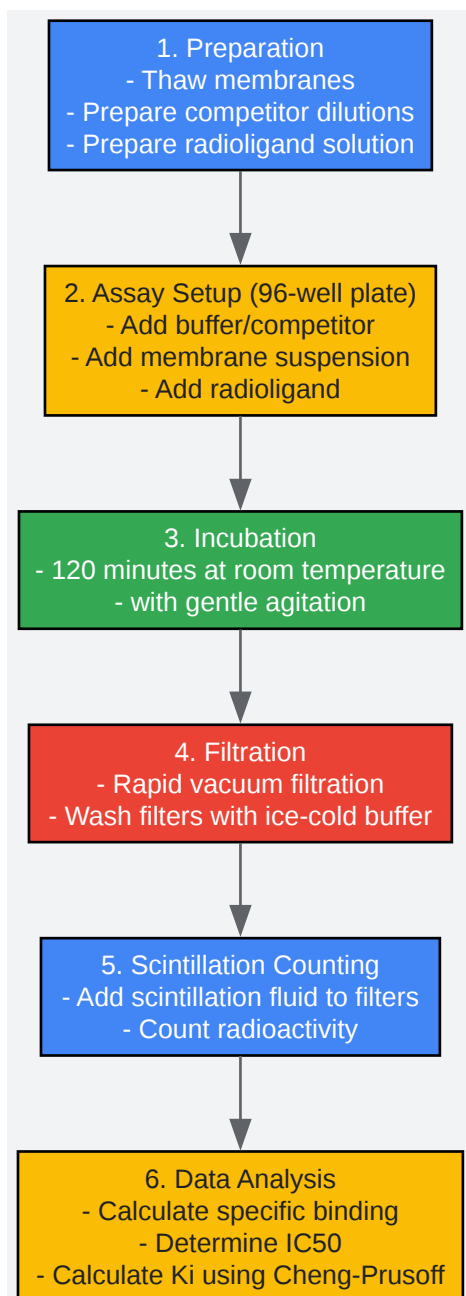 1. Preparation
- Thaw membranes
- Prepare competitor dilutions
- Prepare radioligand solution
2. Assay Setup (96-well plate)
- Add buffer/competitor
- Add membrane suspension
- Add radioligand
3. Incubation
- 120 minutes at room temperature
- with gentle agitation
4. Filtration
- Rapid vacuum filtration
- Wash filters with ice-cold buffer
5. Scintillation Counting
- Add scintillation fluid to filters
- Count radioactivity
6. Data Analysis
- Calculate specific binding
- Determine IC50
- Calculate Ki using Cheng-Prusoff